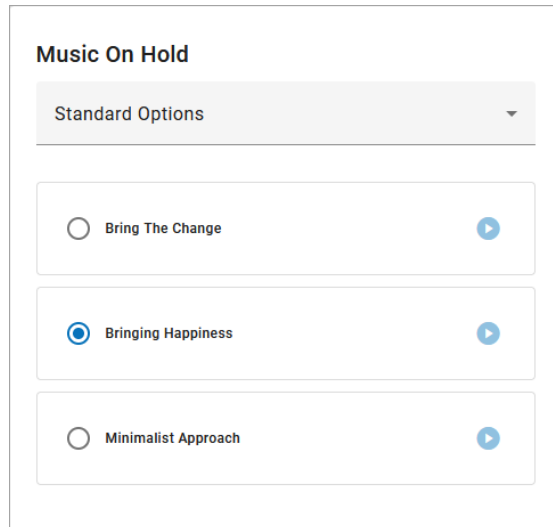 Music On Hold
Standard Options
Bring The Change
Bringing Happiness
Minimalist Approach